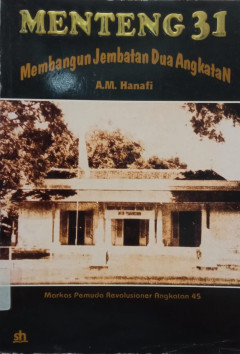 MENTENG 31
Membangun Jembatan Dua AngkataN
A.M. Hanafi
Markas Pemuda Revolusioner Angkatan 45
sh